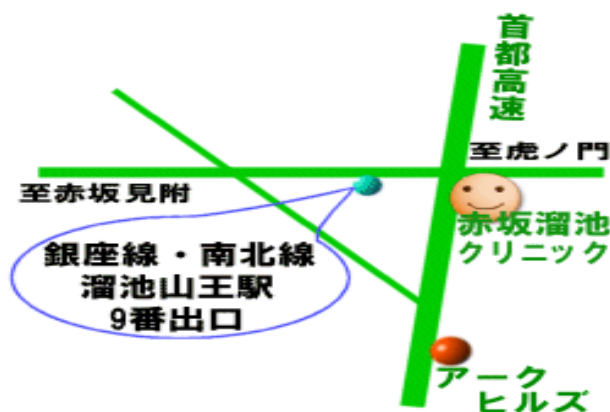 首都高速
至虎ノ門
至赤坂見附
赤坂溜池
クリニック
銀座線・南北線
溜池山王駅
9番出口
アーク
ヒルズ